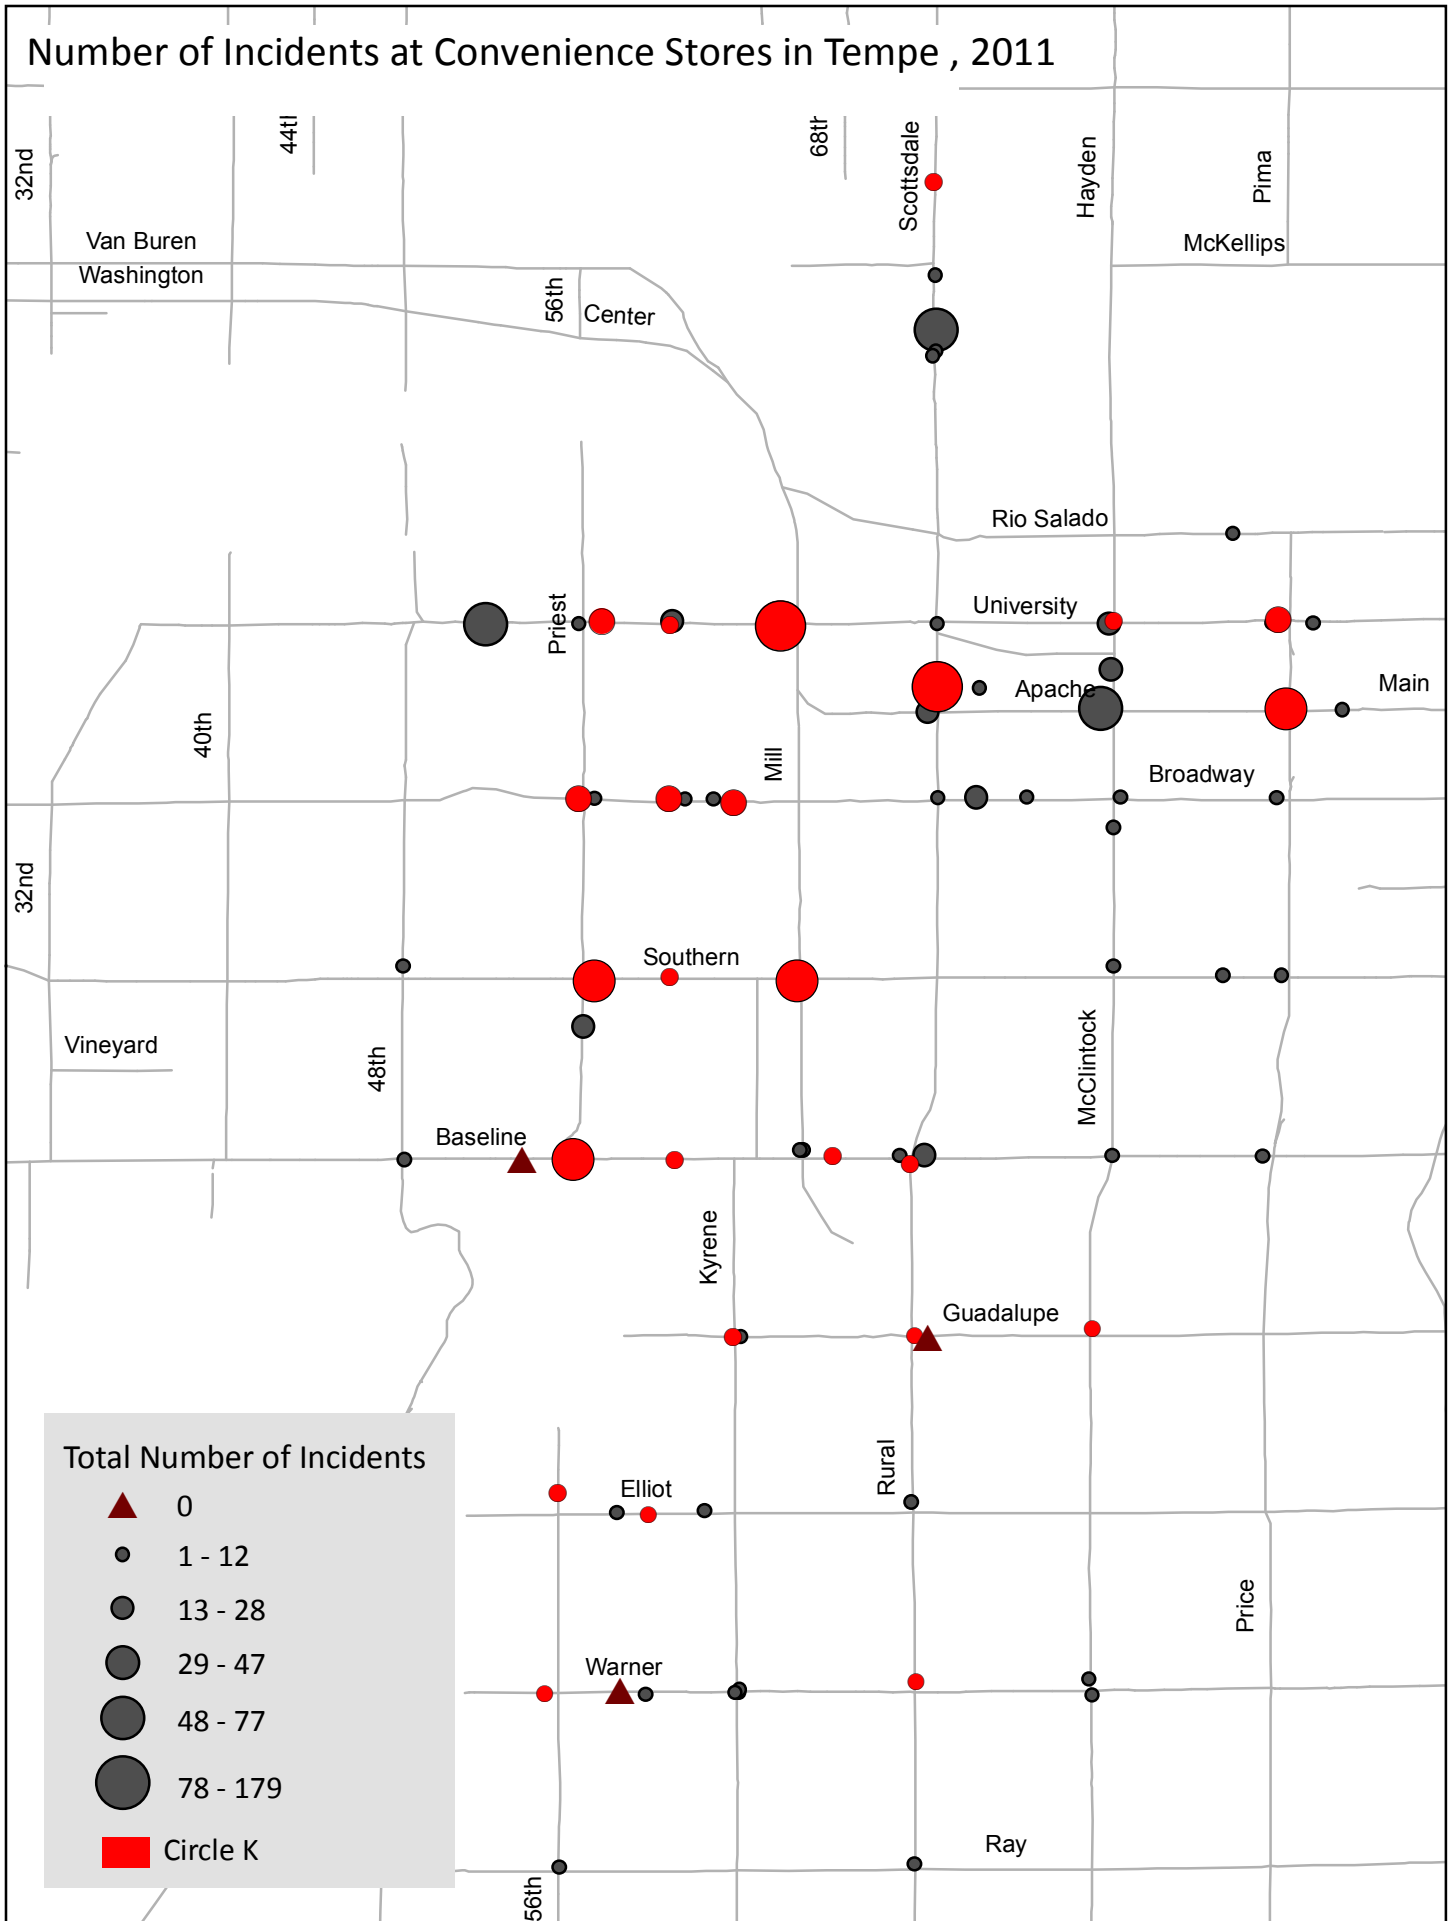 Number of Incidents at Convenience Stores in Tempe , 2011
44th
68th
Scottsdale
Hayden
Pima
32nd
Van Buren
McKellips
Washington
56th
Center
Rio Salado
Priest
University
Apache
Main
40th
Mill
Broadway
32nd
Southern
Vineyard
48th
McClintock
Baseline
Kyrene
Guadalupe
Rural
Elliot
Price
Warner
Ray
56th
Total Number of Incidents
0
1 - 12
13 - 28
29 - 47
48 - 77
78 - 179
Circle K